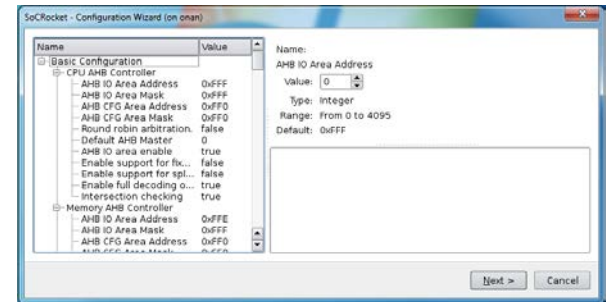 SoCRocket - Configuration Wizard (on onan)
Name Value
Basic Configuration
CPU AHB Controller
AHB IO Area Address 0xFFF
AHB IO Area Mask 0xFFF
AHB CFG Area Address 0xFF0
AHB CFG Area Mask 0xFF0
Round robin arbitration. false
Default AHB Master 0
AHB IO area enable true
Enable support for fix... false
Enable support for spl... false
Enable full decoding o... true
Intersection checking true
Memory AHB Controller
AHB IO Area Address 0xFFE
AHB IO Area Mask 0xFFF
AHB CFG Area Address 0xFF0
AHB CFG Area Mask 0xFF0
Name:
AHB IO Area Address
Value: 0
Type: Integer
Range: From 0 to 4095
Default: 0xFFF
Next >
Cancel